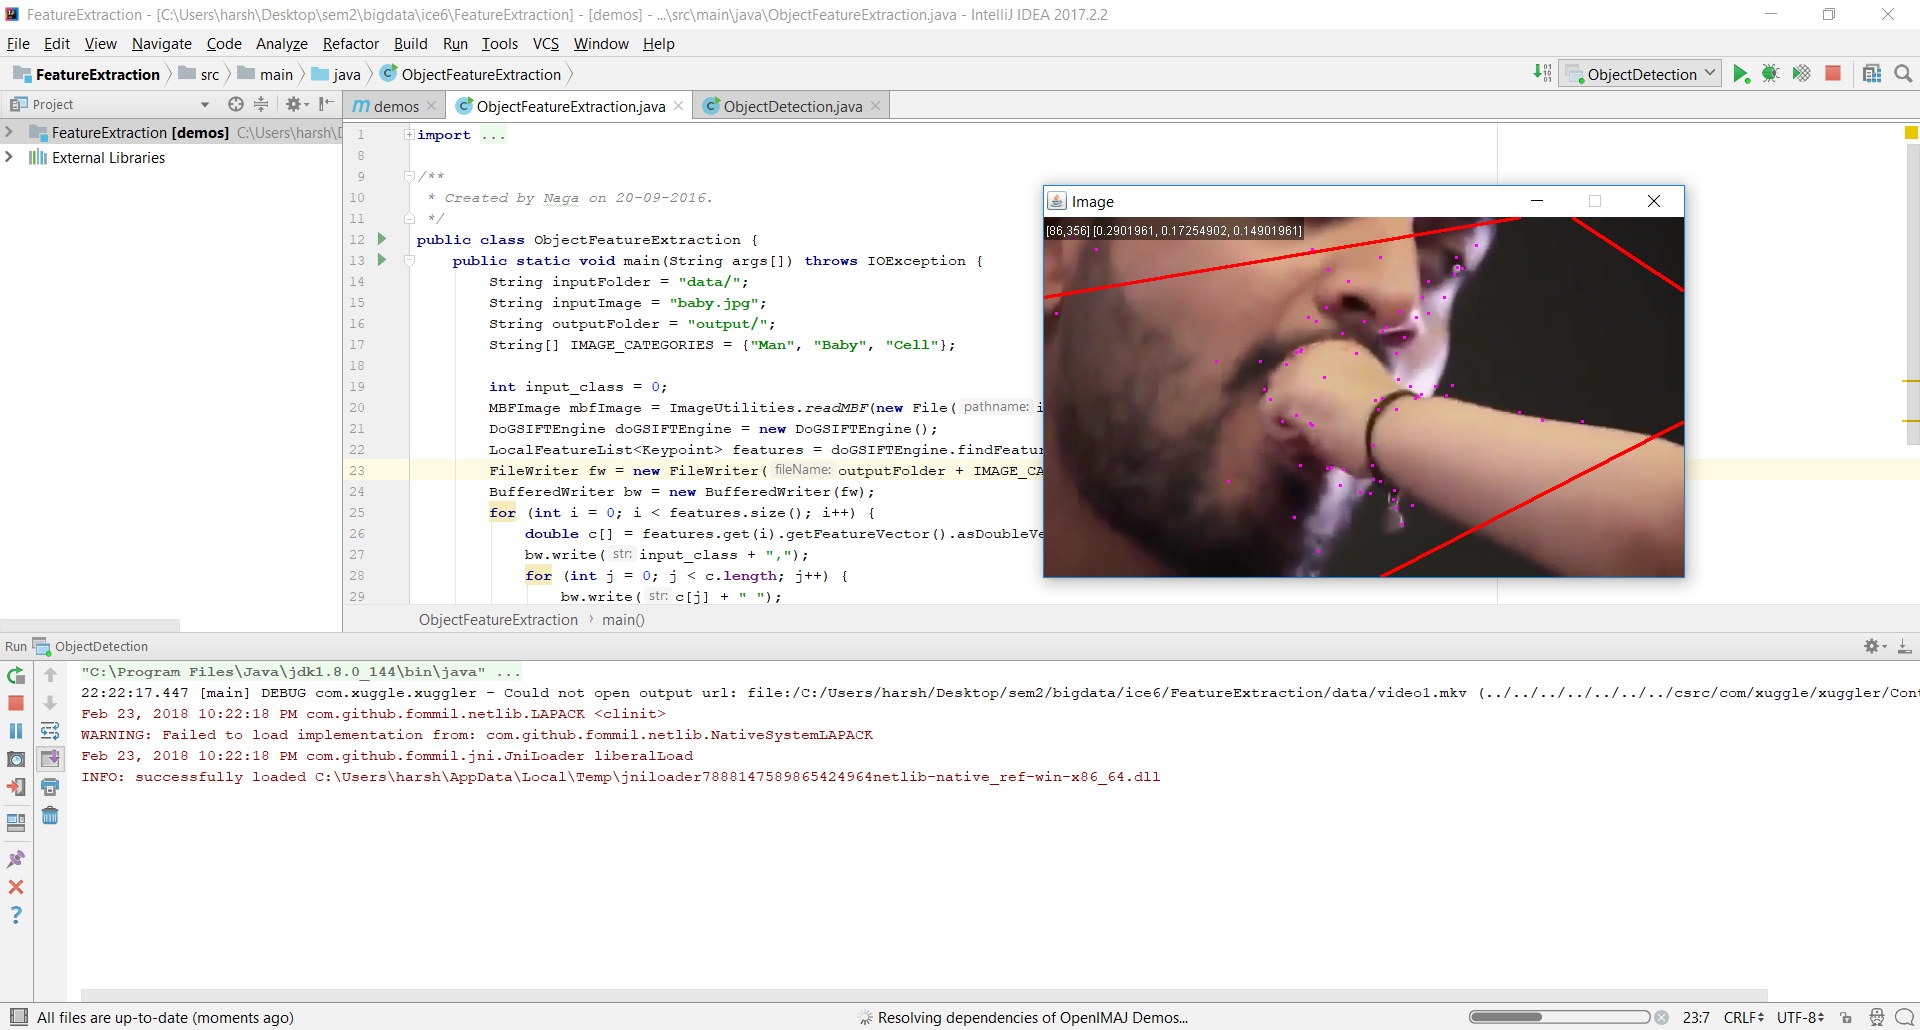 FeatureExtraction - [C:\Users\harsh\Desktop\sem2\bigdata\ice6\FeatureExtraction] - [demos] - ...\src\main\java\ObjectFeatureExtraction.java - IntelliJ IDEA 2017.2.2
File Edit View Navigate Code Analyze Refactor Build Run Tools VCS Window Help
FeatureExtraction src main java ObjectFeatureExtraction ObjectDetection
Project demos ObjectFeatureExtraction.java ObjectDetection.java
FeatureExtraction [demos] C:\Users\harsh\D
External Libraries
1 import ...
8
9 /**
10 * Created by Naga on 20-09-2016.
11 */
12 public class ObjectFeatureExtraction {
13 public static void main(String args[]) throws IOException {
14 String inputFolder = "data/";
15 String inputImage = "baby.jpg";
16 String outputFolder = "output/";
17 String[] IMAGE_CATEGORIES = {"Man", "Baby", "Cell"};
18
19 int input_class = 0;
20 MBFImage mbfImage = ImageUtilities.readMBF(new File( pathname: i
21 DoGSIFTEngine doGSIFTEngine = new DoGSIFTEngine();
22 LocalFeatureList<Keypoint> features = doGSIFTEngine.findFeatur
23 FileWriter fw = new FileWriter( fileName: outputFolder + IMAGE_CA
24 BufferedWriter bw = new BufferedWriter(fw);
25 for (int i = 0; i < features.size(); i++) {
26 double c[] = features.get(i).getFeatureVector().asDoubleVe
27 bw.write( str: input_class + ",");
28 for (int j = 0; j < c.length; j++) {
29 bw.write( str: c[j] + " ");
ObjectFeatureExtraction main()
Image
[86,356] [0.2901961, 0.17254902, 0.14901961]
Run ObjectDetection
"C:\Program Files\Java\jdk1.8.0_144\bin\java" ...
22:22:17.447 [main] DEBUG com.xuggle.xuggler - Could not open output url: file:/C:/Users/harsh/Desktop/sem2/bigdata/ice6/FeatureExtraction/data/video1.mkv (../../../../../../../csrc/com/xuggle/xuggler/Cont
Feb 23, 2018 10:22:18 PM com.github.fommil.netlib.LAPACK <clinit>
WARNING: Failed to load implementation from: com.github.fommil.netlib.NativeSystemLAPACK
Feb 23, 2018 10:22:18 PM com.github.fommil.jni.JniLoader liberalLoad
INFO: successfully loaded C:\Users\harsh\AppData\Local\Temp\jniloader7888147589865424964netlib-native_ref-win-x86_64.dll
All files are up-to-date (moments ago) Resolving dependencies of OpenIMAJ Demos... 23:7 CRLF UTF-8